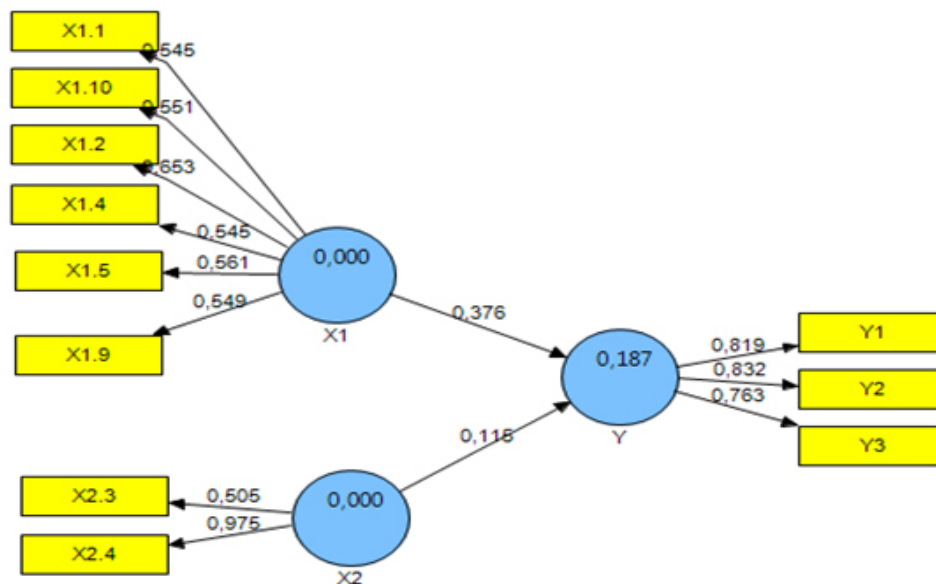 X1.1
0,545
X1.10
0,551
X1.2
0,653
X1.4
0,545
X1.5
0,561
X1.9
0,549
0,000
X1
0,376
0,187
Y
0,819
Y1
0,832
Y2
0,763
Y3
0,115
X2.3
0,505
X2.4
0,975
0,000
X2